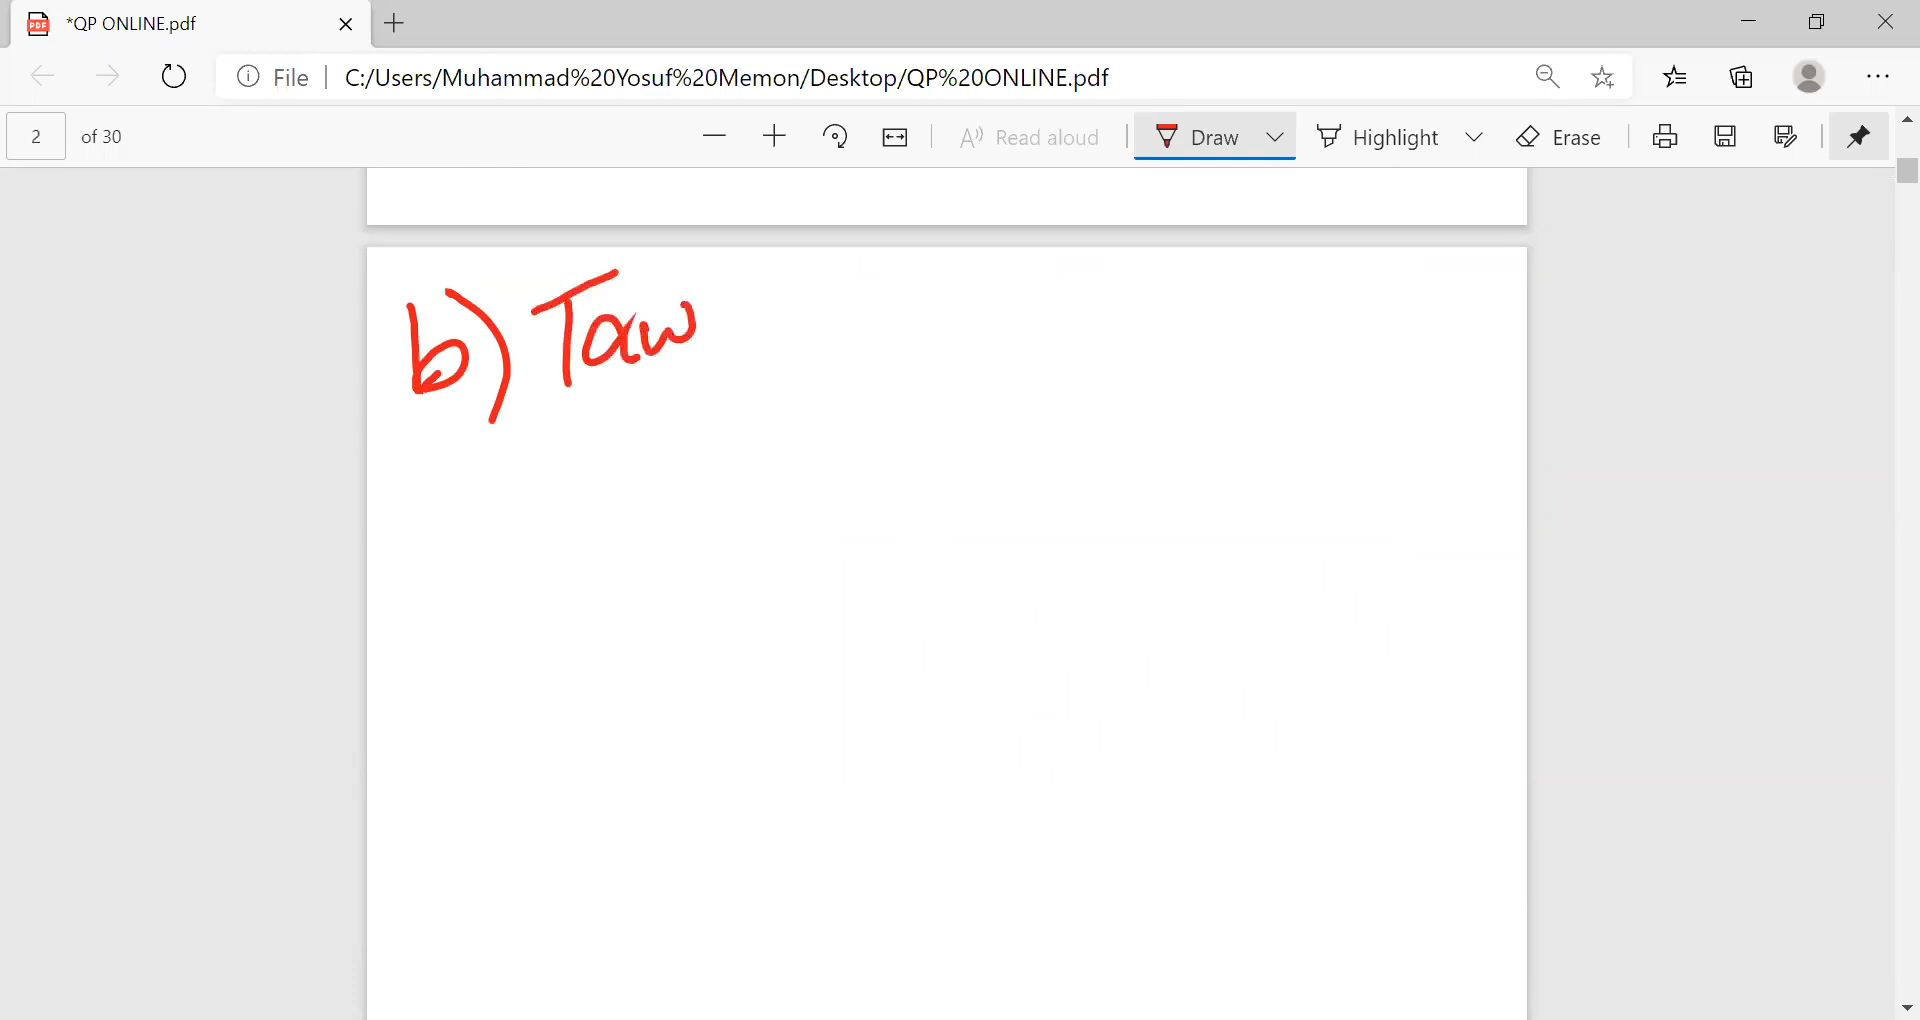 *QP ONLINE.pdf
File | C:/Users/Muhammad%20Yosuf%20Memon/Desktop/QP%20ONLINE.pdf
2 of 30 Read aloud Draw Highlight Erase
b) Taw